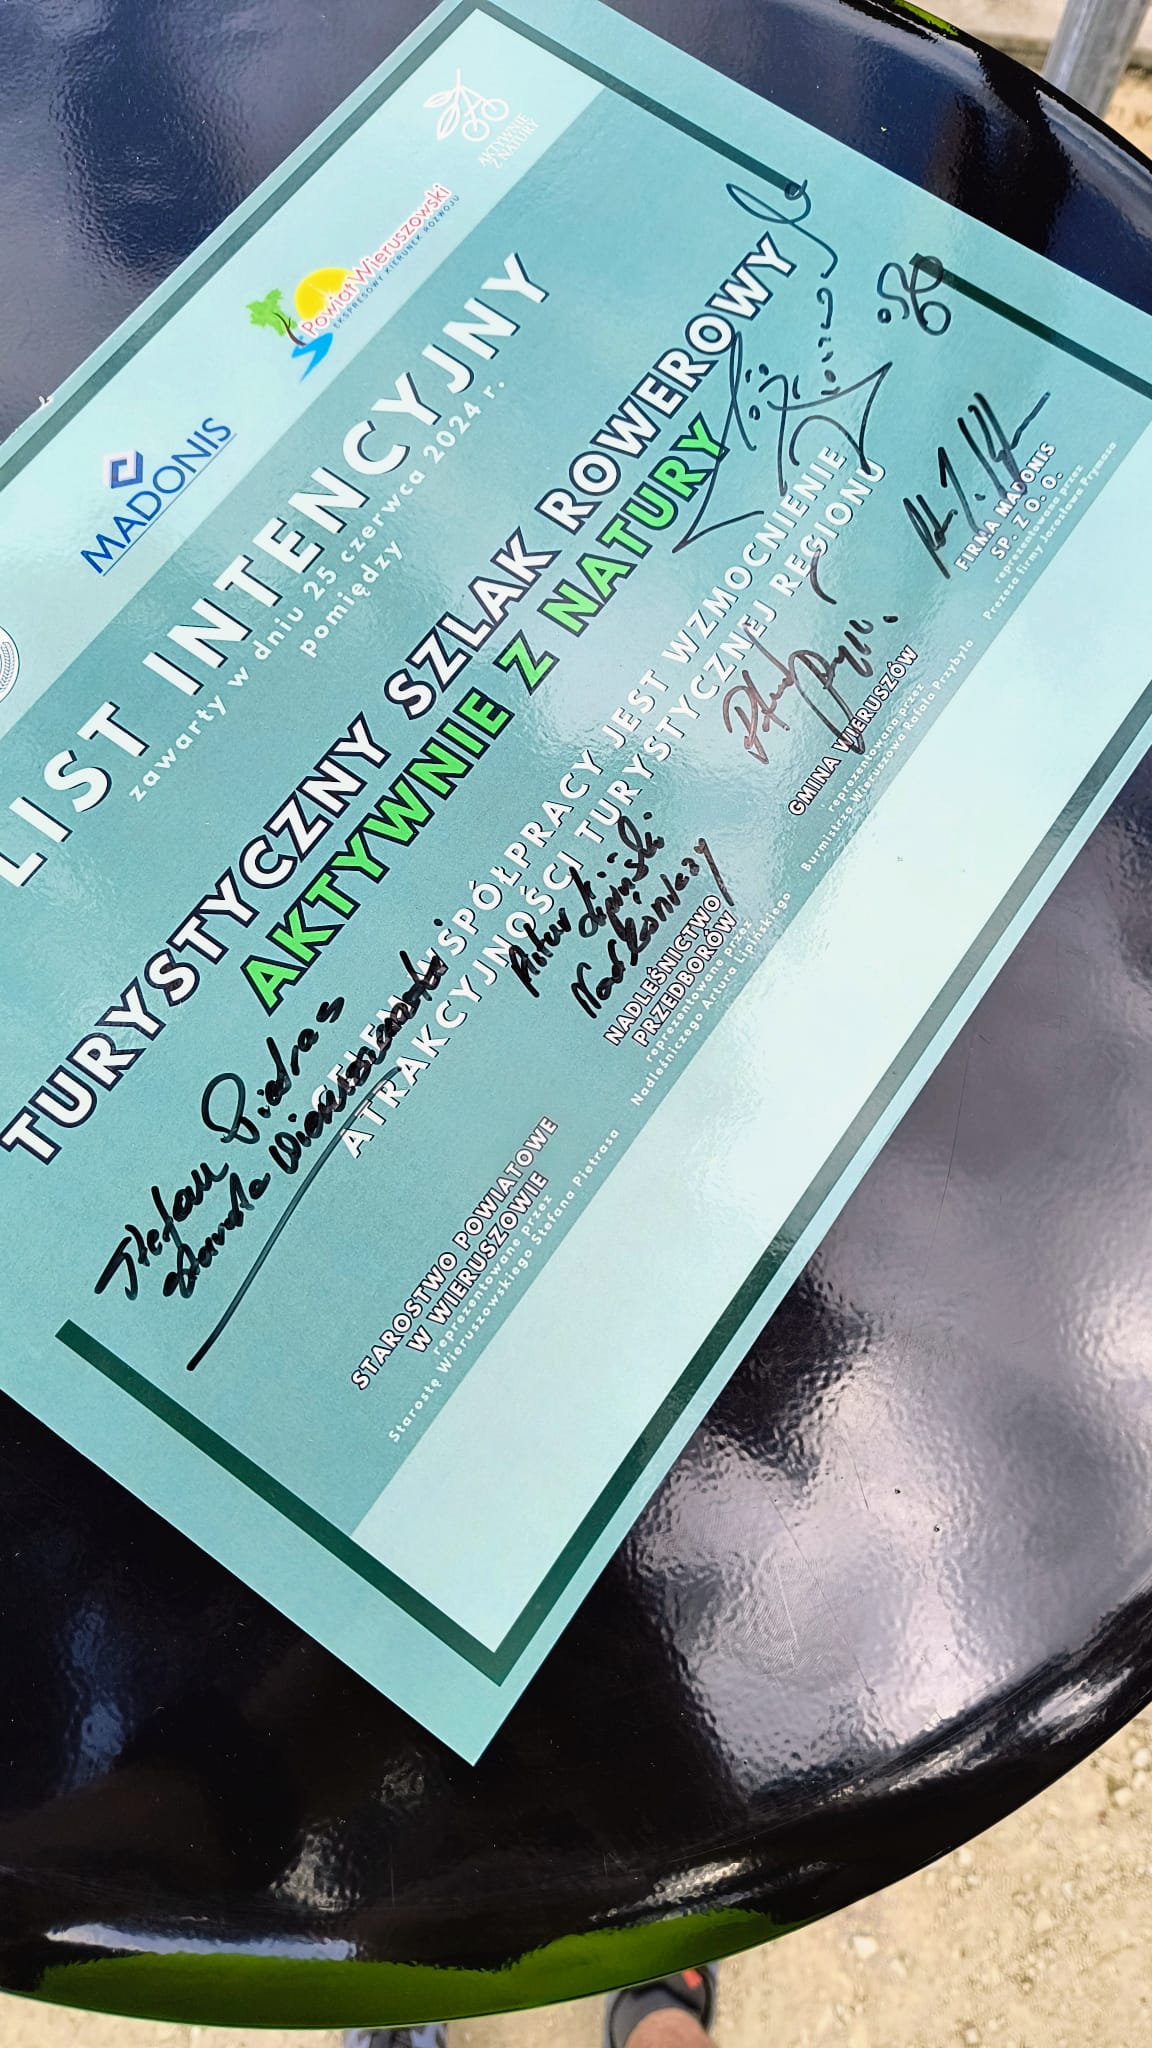 MADONIS
Powiat Wieruszowski
EKSPRESOWY KIERUNEK ROZWOJU
AKTYWNIE
Z NATURY
LIST INTENCYJNY
zawarty w dniu 25 czerwca 2024 r.
pomiędzy
TURYSTYCZNY SZLAK ROWEROWY
AKTYWNIE Z NATURY
CELEM WSPÓŁPRACY JEST WZMOCNIENIE
ATRAKCYJNOŚCI TURYSTYCZNEJ REGIONU
Stefan Pietras
Starosta Wieruszowski
Nadleśniczy
STAROSTWO POWIATOWE
W WIERUSZOWIE
reprezentowane przez
Starostę Wieruszowskiego Stefana Pietrasa
NADLEŚNICTWO
PRZEDBORÓW
reprezentowane przez
Nadleśniczego Artura Lipińskiego
GMINA WIERUSZÓW
reprezentowana przez
Burmistrza Wieruszowa Rafała Przybyła
FIRMA MADONIS
SP. Z O. O.
reprezentowana przez
Prezesa firmy Jarosława Prymasa